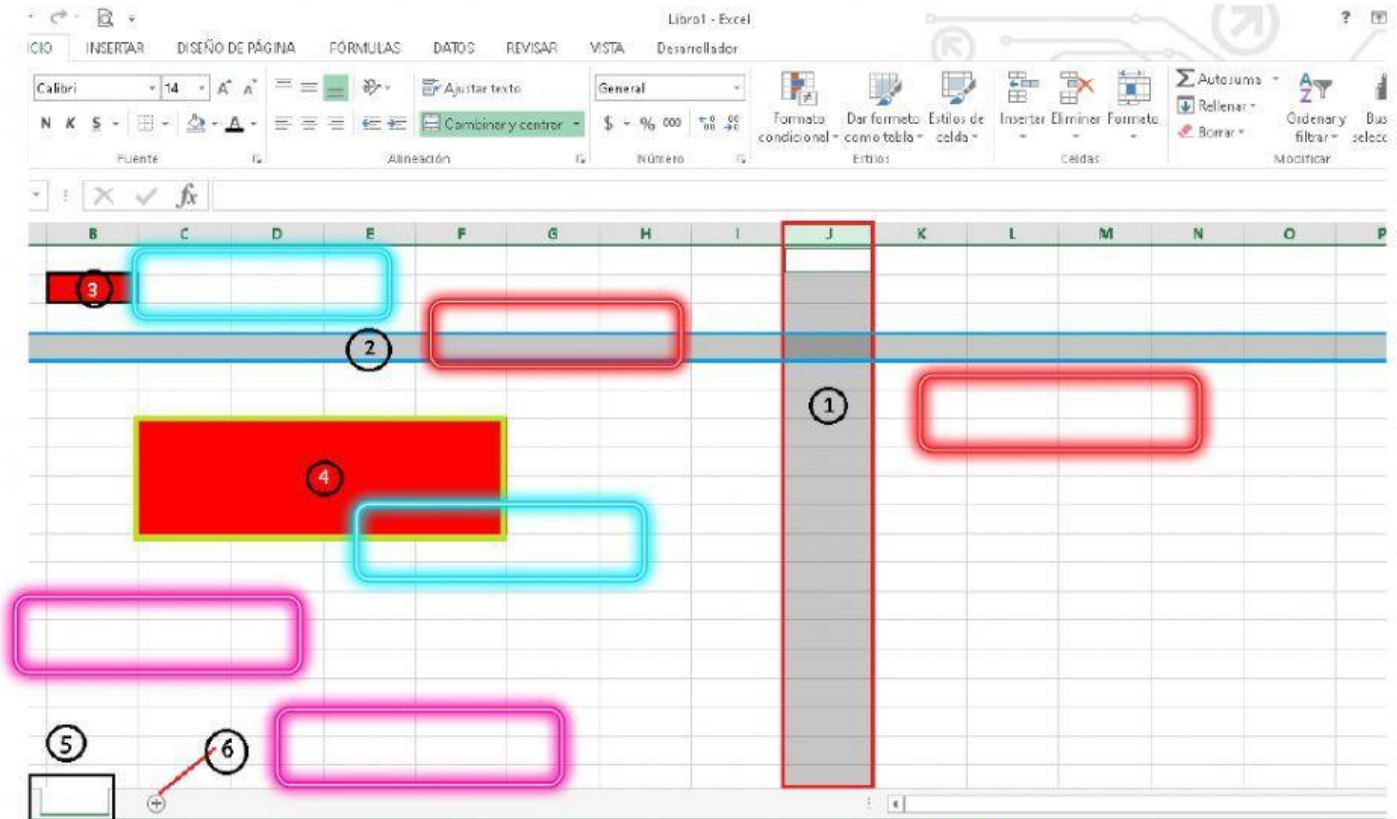 Libro1 - Excel ?
ICIO INSERTAR DISEÑO DE PÁGINA FÓRMULAS DATOS REVISAR VISTA Desarrollador
Calibri 14 A A Ajustar texto General Autosuma
N K S A Combinar y centrar $ % 000 Formato condicional Dar formato como tabla Estilos de celda Insertar Eliminar Formato Rellenar Ordenar y filtrar
Borrar
Fuente Alineación Número Estilos Celdas Modificar
fx
B C D E F G H I J K L M N O P
3
2
1
4
5 6